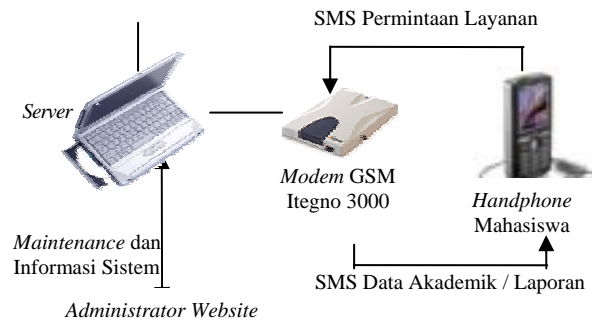 SMS Permintaan Layanan
Server
Modem GSM
Itegno 3000
Handphone
Mahasiswa
Maintenance dan
Informasi Sistem
SMS Data Akademik / Laporan
Administrator Website